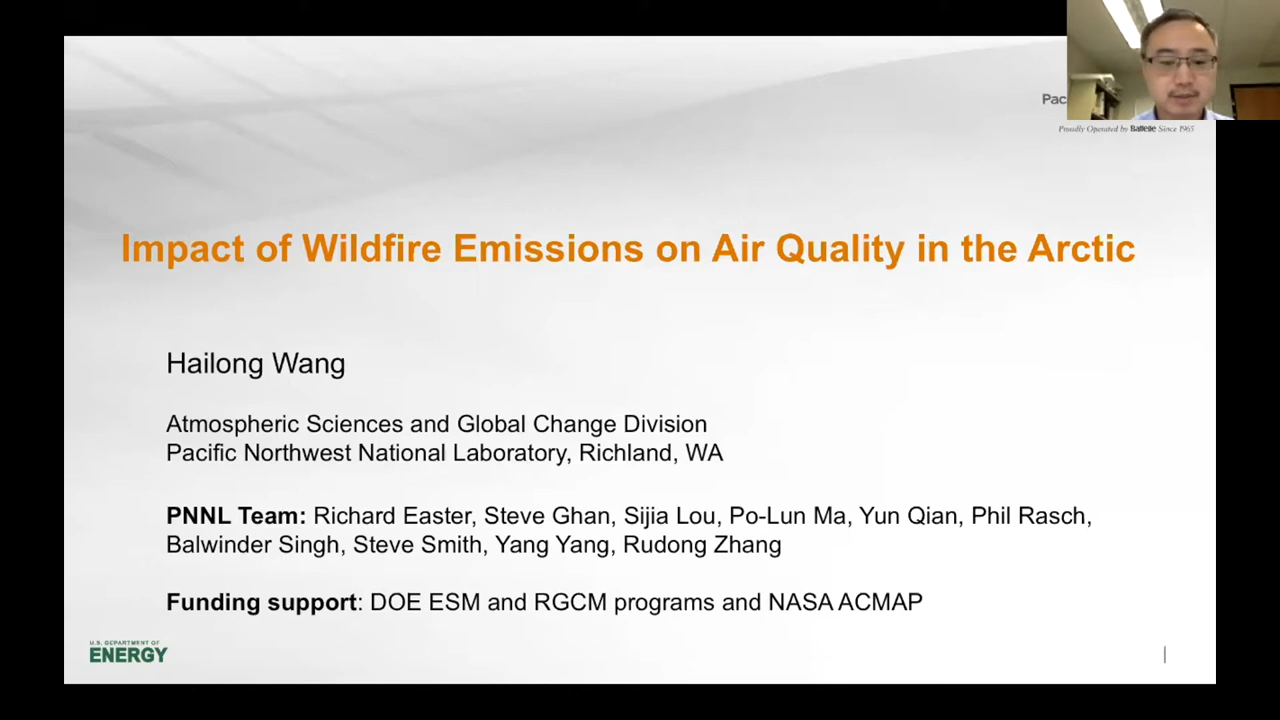 Pac
Proudly Operated by Battelle Since 1965
Impact of Wildfire Emissions on Air Quality in the Arctic
Hailong Wang
Atmospheric Sciences and Global Change Division
Pacific Northwest National Laboratory, Richland, WA
PNNL Team: Richard Easter, Steve Ghan, Sijia Lou, Po-Lun Ma, Yun Qian, Phil Rasch,
Balwinder Singh, Steve Smith, Yang Yang, Rudong Zhang
Funding support: DOE ESM and RGCM programs and NASA ACMAP
U.S. DEPARTMENT OF
ENERGY